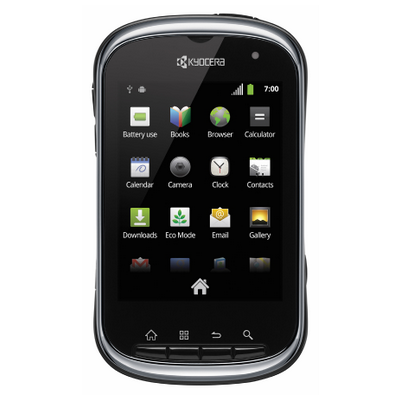 KYOCERA
7:00
Battery use Books Browser Calculator
Calendar Camera Clock Contacts
Downloads Eco Mode Email Gallery